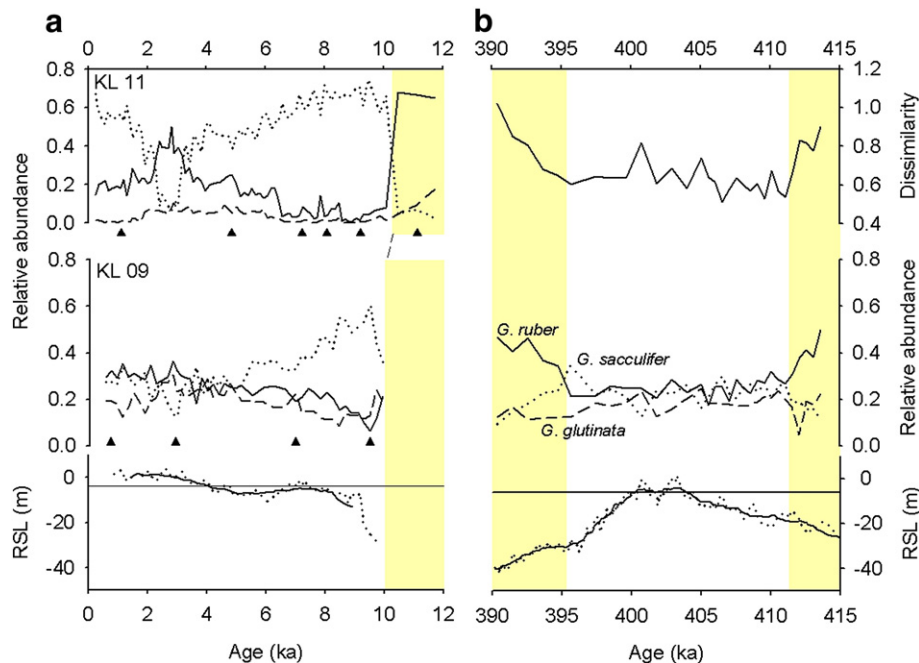 a
b
0 2 4 6 8 10 12
390 395 400 405 410 415
KL 11
0.8
0.6
0.4
0.2
0.0
Relative abundance
1.2
1.0
0.8
0.6
0.4
Dissimilarity
KL 09
0.8
0.6
0.4
0.2
0.0
Relative abundance
G. ruber
G. sacculifer
G. glutinata
0.8
0.6
0.4
0.2
0.0
Relative abundance
0
-20
-40
RSL (m)
0
-20
-40
RSL (m)
0 2 4 6 8 10 11
390 395 400 405 410 415
Age (ka)
Age (ka)